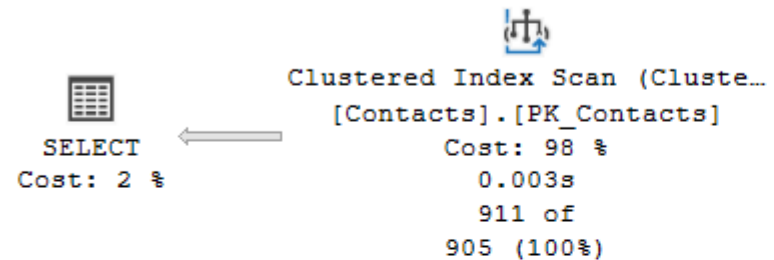 Clustered Index Scan (Cluste…
[Contacts].[PK_Contacts]
Cost: 98 %
0.003s
911 of
905 (100%)
SELECT
Cost: 2 %